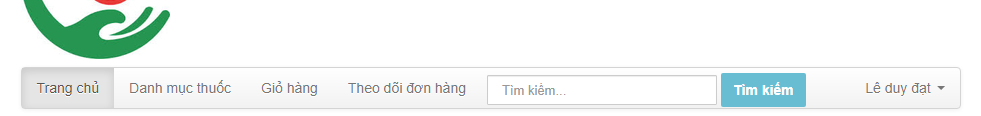 Trang chủ Danh mục thuốc Giỏ hàng Theo dõi đơn hàng Tìm kiếm... Tìm kiếm Lê duy đạt